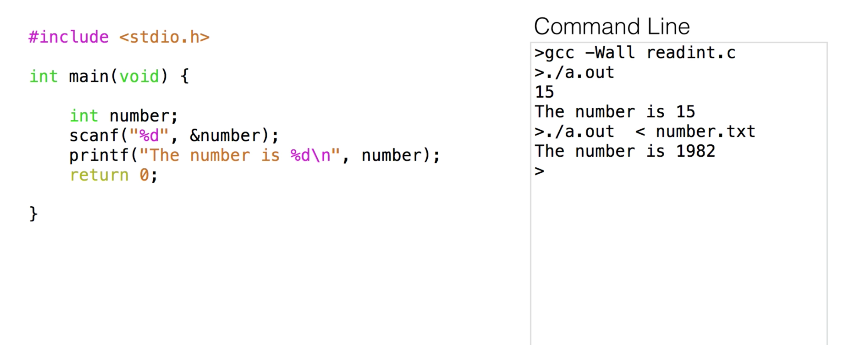 #include <stdio.h>
int main(void) {
int number;
scanf("%d", &number);
printf("The number is %d\n", number);
return 0;
}
Command Line
>gcc -Wall readint.c
>./a.out
15
The number is 15
>./a.out  < number.txt
The number is 1982
>